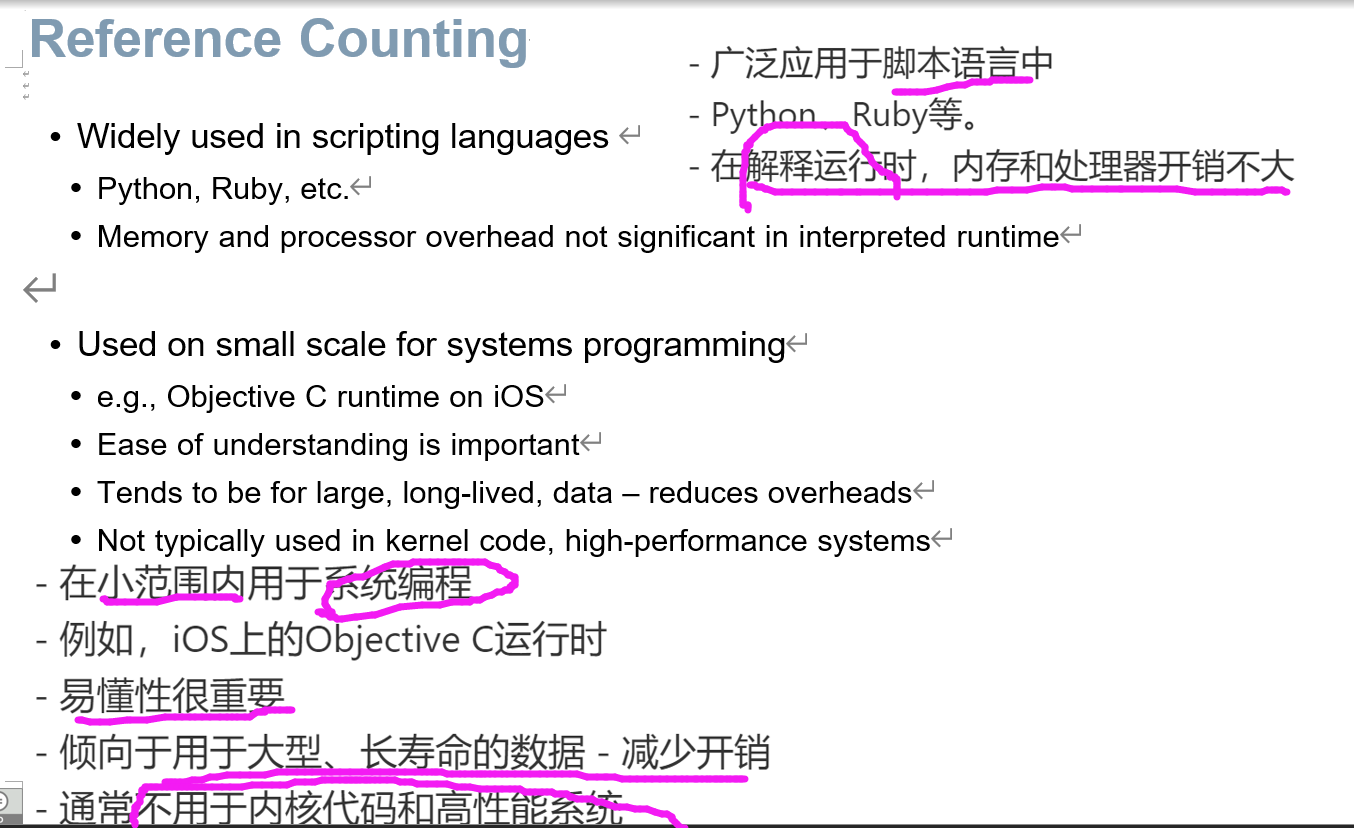 Reference Counting
- 广泛应用于脚本语言中
- Python、Ruby等。
- 在解释运行时，内存和处理器开销不大
• Widely used in scripting languages
• Python, Ruby, etc.
• Memory and processor overhead not significant in interpreted runtime
• Used on small scale for systems programming
• e.g., Objective C runtime on iOS
• Ease of understanding is important
• Tends to be for large, long-lived, data – reduces overheads
• Not typically used in kernel code, high-performance systems
- 在小范围内用于系统编程
- 例如，iOS上的Objective C运行时
- 易懂性很重要
- 倾向于用于大型、长寿命的数据 - 减少开销
- 通常不用于内核代码和高性能系统